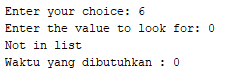 Enter your choice: 6
Enter the value to look for: 0
Not in list
Waktu yang dibutuhkan : 0